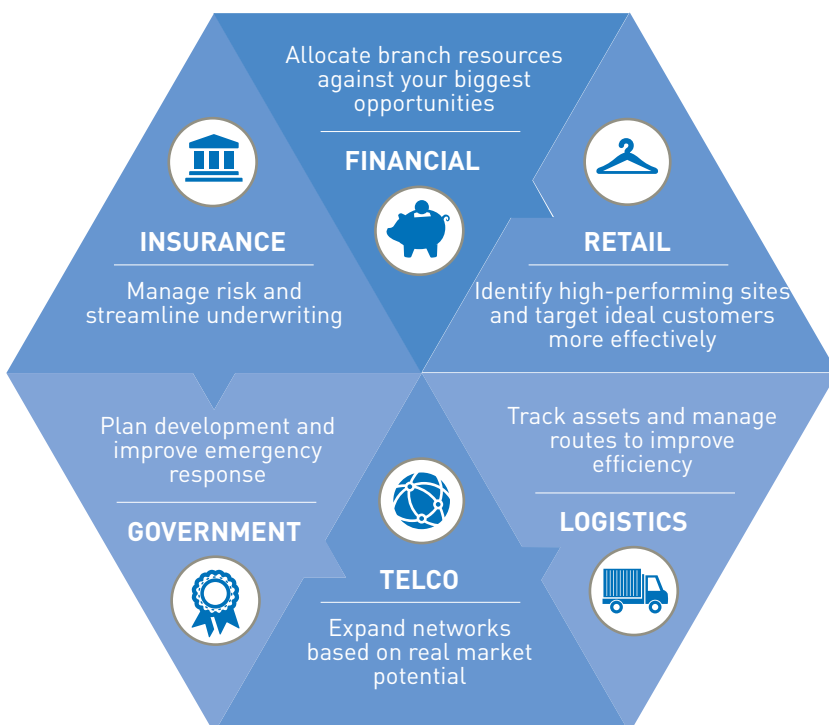 Allocate branch resources
against your biggest
opportunities
FINANCIAL
INSURANCE
Manage risk and
streamline underwriting
RETAIL
Identify high-performing sites
and target ideal customers
more effectively
Plan development and
improve emergency
response
GOVERNMENT
TELCO
Expand networks
based on real market
potential
Track assets and manage
routes to improve
efficiency
LOGISTICS